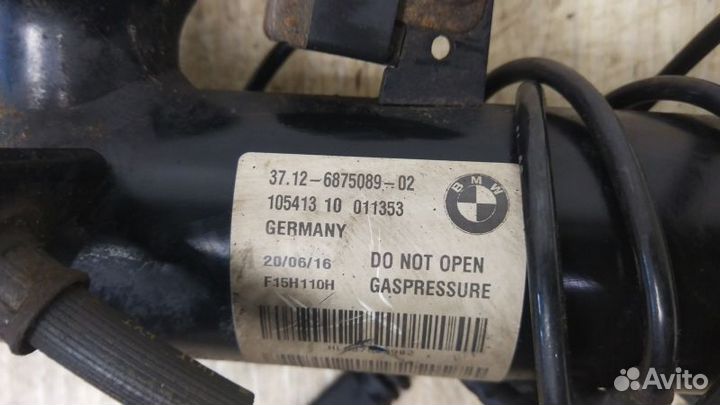 37.12-6875089-02
105413 10 011353
GERMANY
BMW
20/06/16 DO NOT OPEN
F15H110H GASPRESSURE
Avito